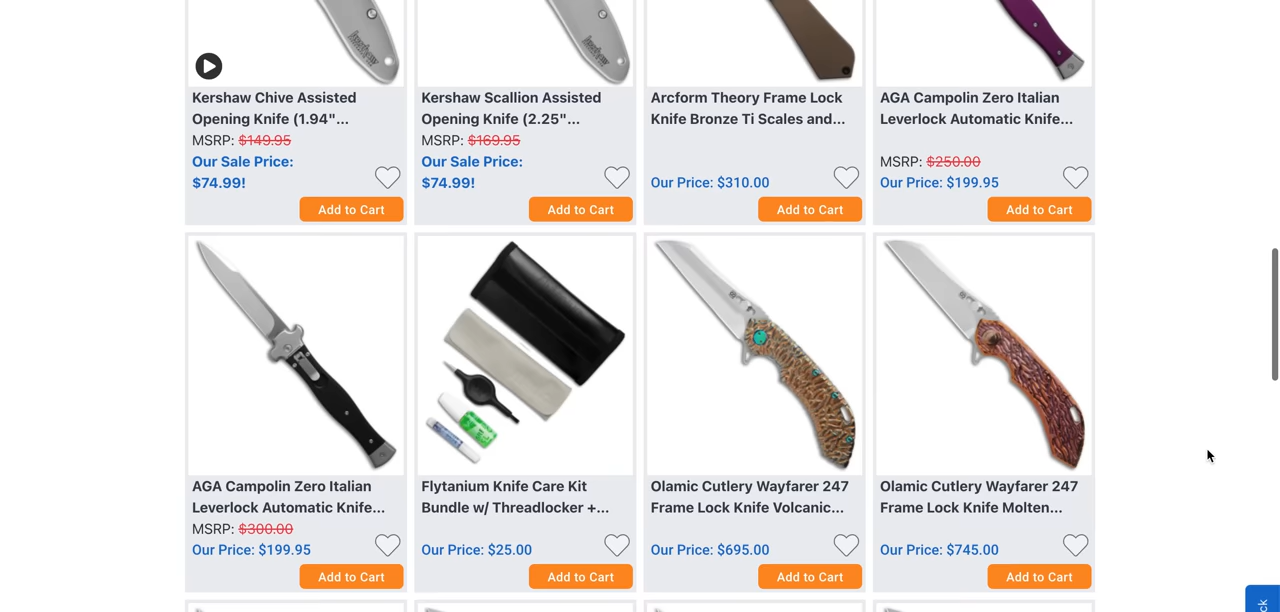 kershaw
kershaw
Kershaw Chive Assisted
Opening Knife (1.94"...
MSRP: $149.95
Our Sale Price:
$74.99!
Add to Cart
Kershaw Scallion Assisted
Opening Knife (2.25"...
MSRP: $169.95
Our Sale Price:
$74.99!
Add to Cart
Arcform Theory Frame Lock
Knife Bronze Ti Scales and...
Our Price: $310.00
Add to Cart
AGA Campolin Zero Italian
Leverlock Automatic Knife...
MSRP: $250.00
Our Price: $199.95
Add to Cart
AGA Campolin Zero Italian
Leverlock Automatic Knife...
MSRP: $300.00
Our Price: $199.95
Add to Cart
Flytanium Knife Care Kit
Bundle w/ Threadlocker +...
Our Price: $25.00
Add to Cart
Olamic Cutlery Wayfarer 247
Frame Lock Knife Volcanic...
Our Price: $695.00
Add to Cart
Olamic Cutlery Wayfarer 247
Frame Lock Knife Molten...
Our Price: $745.00
Add to Cart